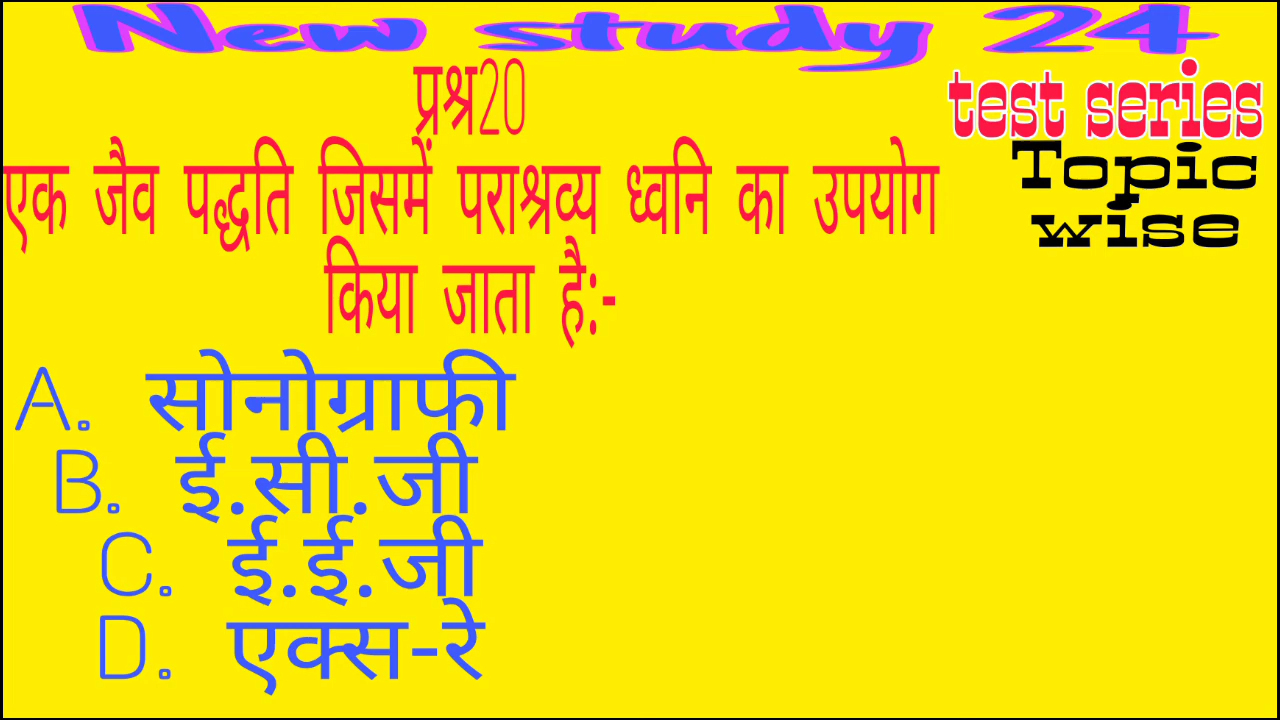 New study 24
test series
Topic
wise
प्रश्न20
एक जैव पद्धति जिसमें पराश्रव्य ध्वनि का उपयोग
किया जाता है:-
A. सोनोग्राफी
B. ई.सी.जी
C. ई.ई.जी
D. एक्स-रे